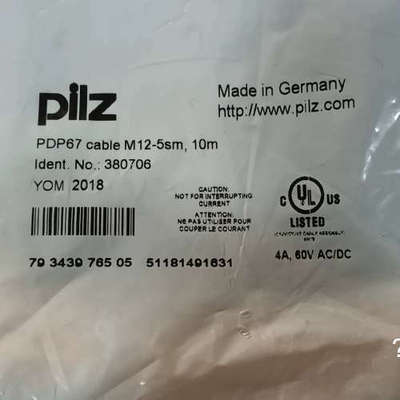 pilz
Made in Germany
http://www.pilz.com
PDP67 cable M12-5sm, 10m
Ident. No.: 380706
YOM 2018
CAUTION:
NOT FOR INTERRUPTING
CURRENT
ATTENTION:
NE PAS UTILISER POUR
COUPER LE COURANT
C UL US
LISTED
4A, 60V AC/DC
79 3439 765 05 51181491631
?